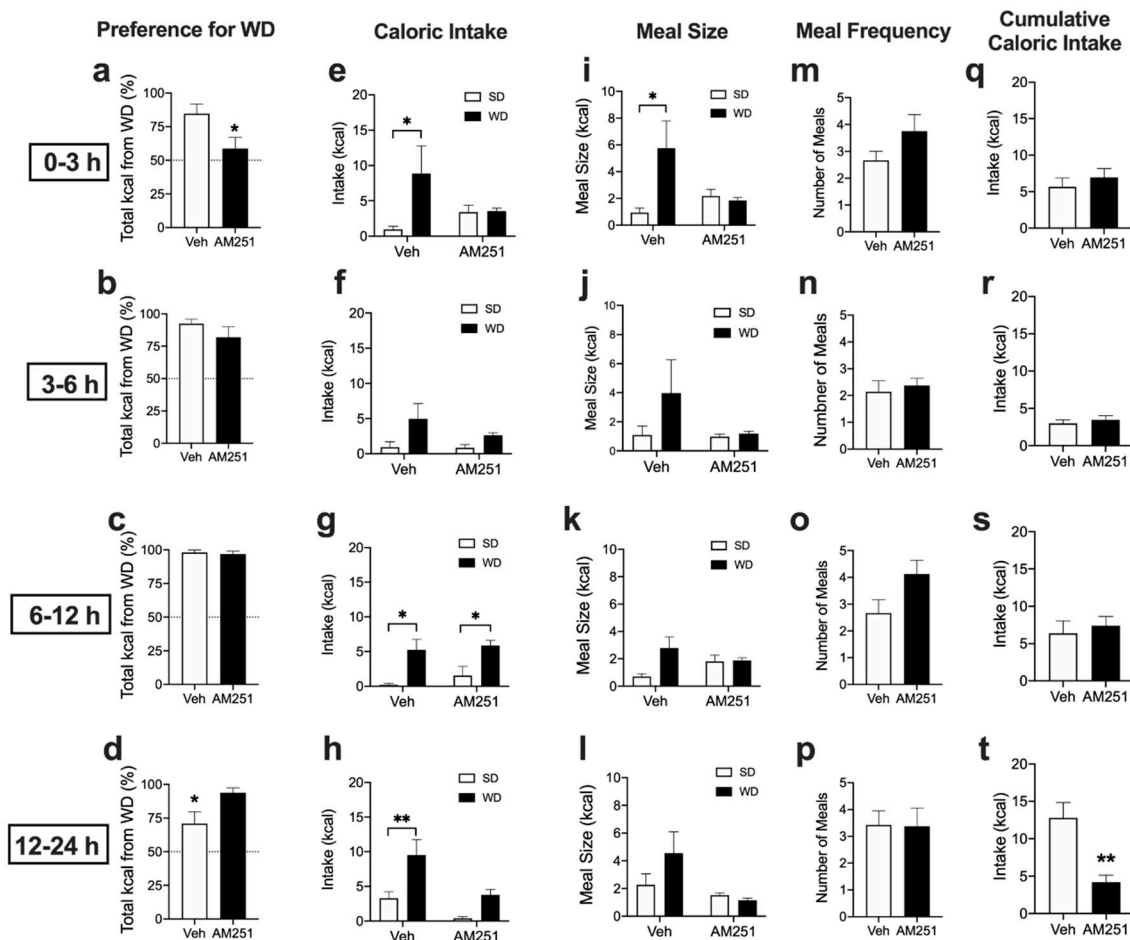 Preference for WD
Caloric Intake
Meal Size
Meal Frequency
Cumulative
Caloric Intake
0-3 h
a
Total kcal from WD (%)
100
75
50
25
0
*
Veh AM251
e
Intake (kcal)
20
15
10
5
0
*
SD
WD
Veh AM251
i
Meal Size (kcal)
10
8
6
4
2
0
*
SD
WD
Veh AM251
m
Number of Meals
5
4
3
2
1
0
Veh AM251
q
Intake (kcal)
20
15
10
5
0
Veh AM251
3-6 h
b
Total kcal from WD (%)
100
75
50
25
0
Veh AM251
f
Intake (kcal)
20
15
10
5
0
SD
WD
Veh AM251
j
Meal Size (kcal)
10
8
6
4
2
0
SD
WD
Veh AM251
n
Numbner of Meals
5
4
3
2
1
0
Veh AM251
r
Intake (kcal)
20
15
10
5
0
Veh AM251
6-12 h
c
Total kcal from WD (%)
100
75
50
25
0
Veh AM251
g
Intake (kcal)
20
15
10
5
0
* *
SD
WD
Veh AM251
k
Meal Size (kcal)
10
8
6
4
2
0
SD
WD
Veh AM251
o
Number of Meals
5
4
3
2
1
0
Veh AM251
s
Intake (kcal)
20
15
10
5
0
Veh AM251
12-24 h
d
Total kcal from WD (%)
100
75
50
25
0
*
Veh AM251
h
Intake (kcal)
20
15
10
5
0
**
SD
WD
Veh AM251
l
Meal Size (kcal)
10
8
6
4
2
0
SD
WD
Veh AM251
p
Number of Meals
5
4
3
2
1
0
Veh AM251
t
Intake (kcal)
20
15
10
5
0
**
Veh AM251